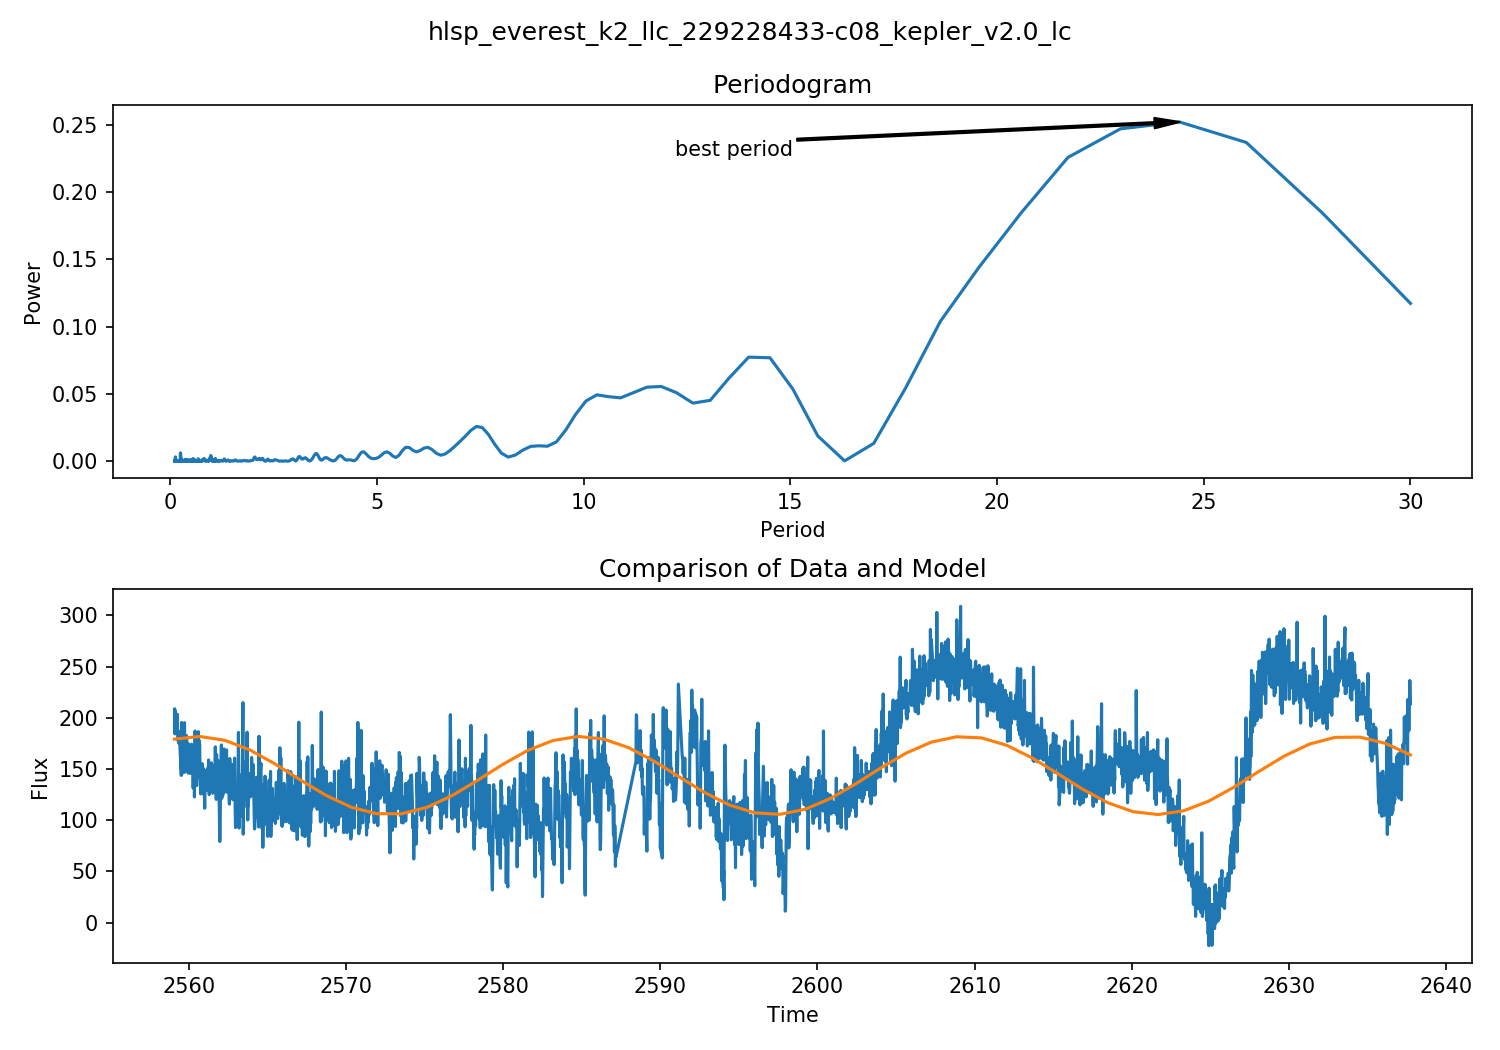 hlsp_everest_k2_llc_229228433-c08_kepler_v2.0_lc
Periodogram
0.25
0.20
0.15
0.10
0.05
0.00
Power
best period
0 5 10 15 20 25 30
Period
Comparison of Data and Model
300
250
200
150
100
50
0
Flux
2560 2570 2580 2590 2600 2610 2620 2630 2640
Time